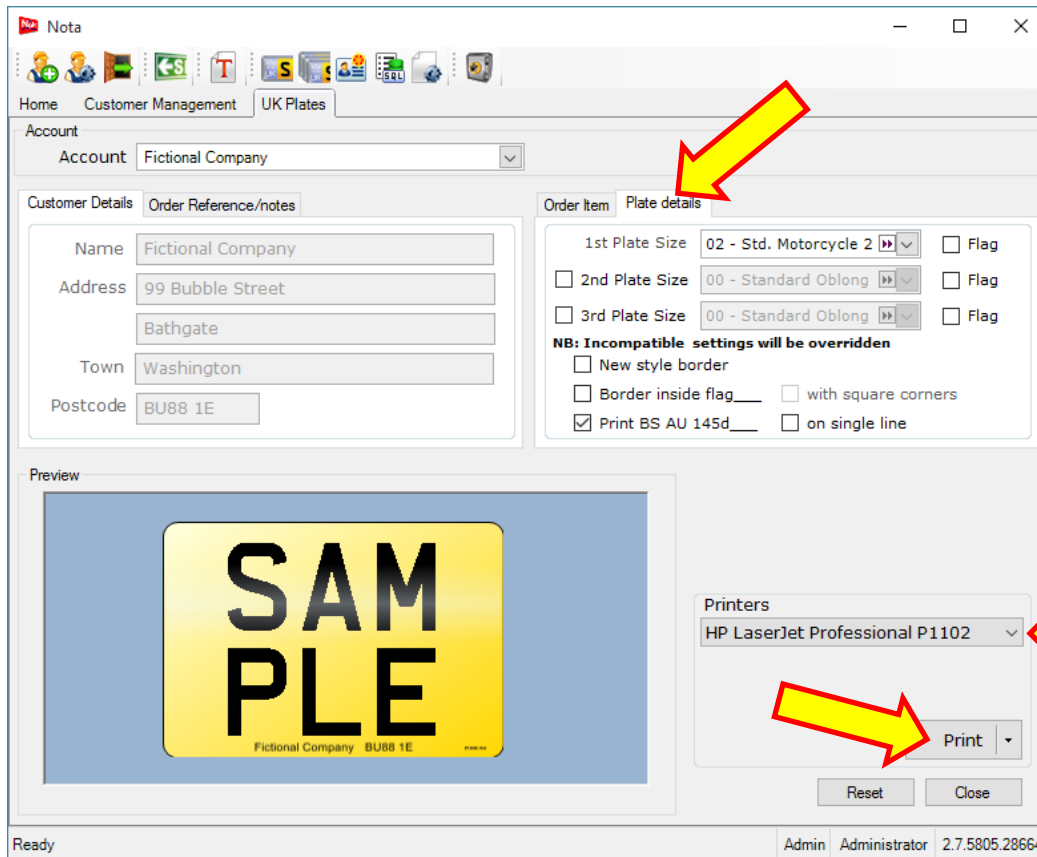 Nota
Home Customer Management UK Plates
Account
Account Fictional Company
Customer Details Order Reference/notes
Name Fictional Company
Address 99 Bubble Street
Bathgate
Town Washington
Postcode BU88 1E
Order Item Plate details
1st Plate Size 02 - Std. Motorcycle 2 Flag
2nd Plate Size 00 - Standard Oblong Flag
3rd Plate Size 00 - Standard Oblong Flag
NB: Incompatible settings will be overridden
New style border
Border inside flag___ with square corners
Print BS AU 145d___ on single line
Preview
SAM
PLE
Fictional Company BU88 1E
Printers
HP LaserJet Professional P1102
Print
Reset Close
Ready Admin Administrator 2.7.5805.28664